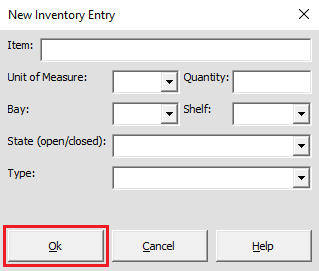 New Inventory Entry
Item:
Unit of Measure: Quantity:
Bay: Shelf:
State (open/closed):
Type:
Ok Cancel Help